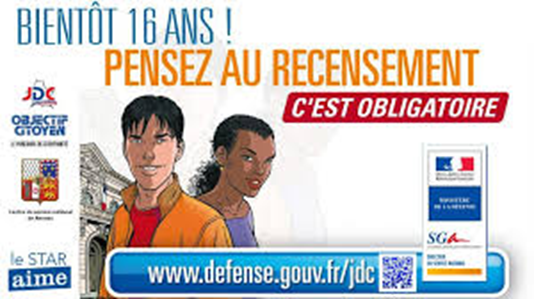 BIENTÔT 16 ANS !
PENSEZ AU RECENSEMENT
C'EST OBLIGATOIRE
JDC
OBJECTIF
CITOYEN
le STAR
aime
MINISTÈRE
DE LA DÉFENSE
SGA
www.defense.gouv.fr/jdc